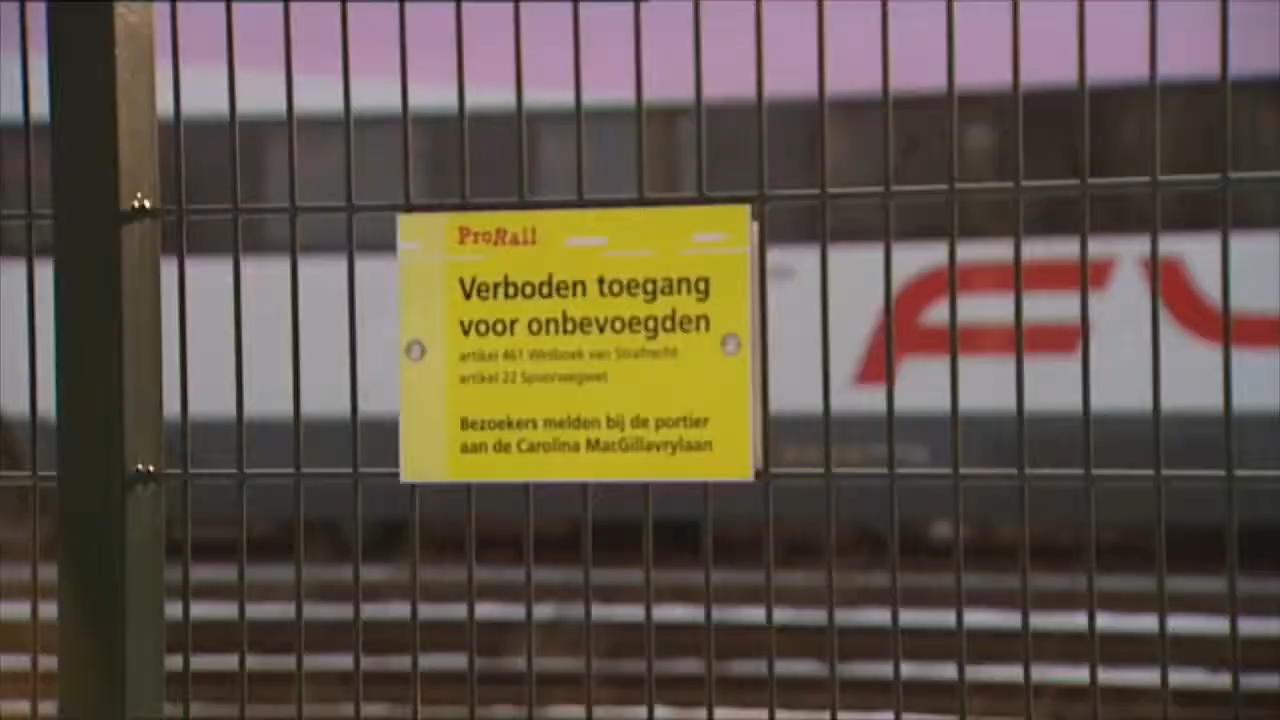 ProRail
Verboden toegang
voor onbevoegden
artikel 461 Wetboek van Strafrecht
artikel 22 Spoorwegwet
Bezoekers melden bij de portier
aan de Carolina MacGillavrylaan